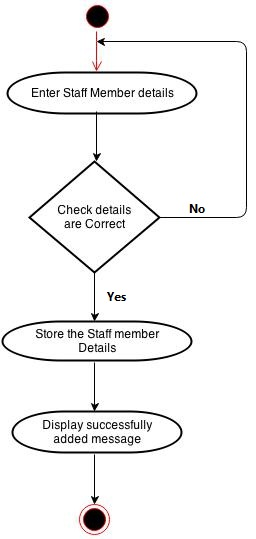 Enter Staff Member details
Check details
are Correct
No
Yes
Store the Staff member
Details
Display successfully
added message